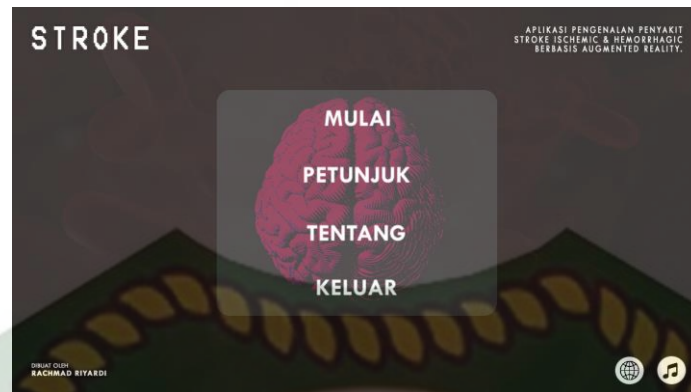 STROKE
APLIKASI PENGENALAN PENYAKIT
STROKE ISCHEMIC & HEMORRHAGIC
BERBASIS AUGMENTED REALITY.
MULAI
PETUNJUK
TENTANG
KELUAR
DIBUAT OLEH
RACHMAD RIYARDI